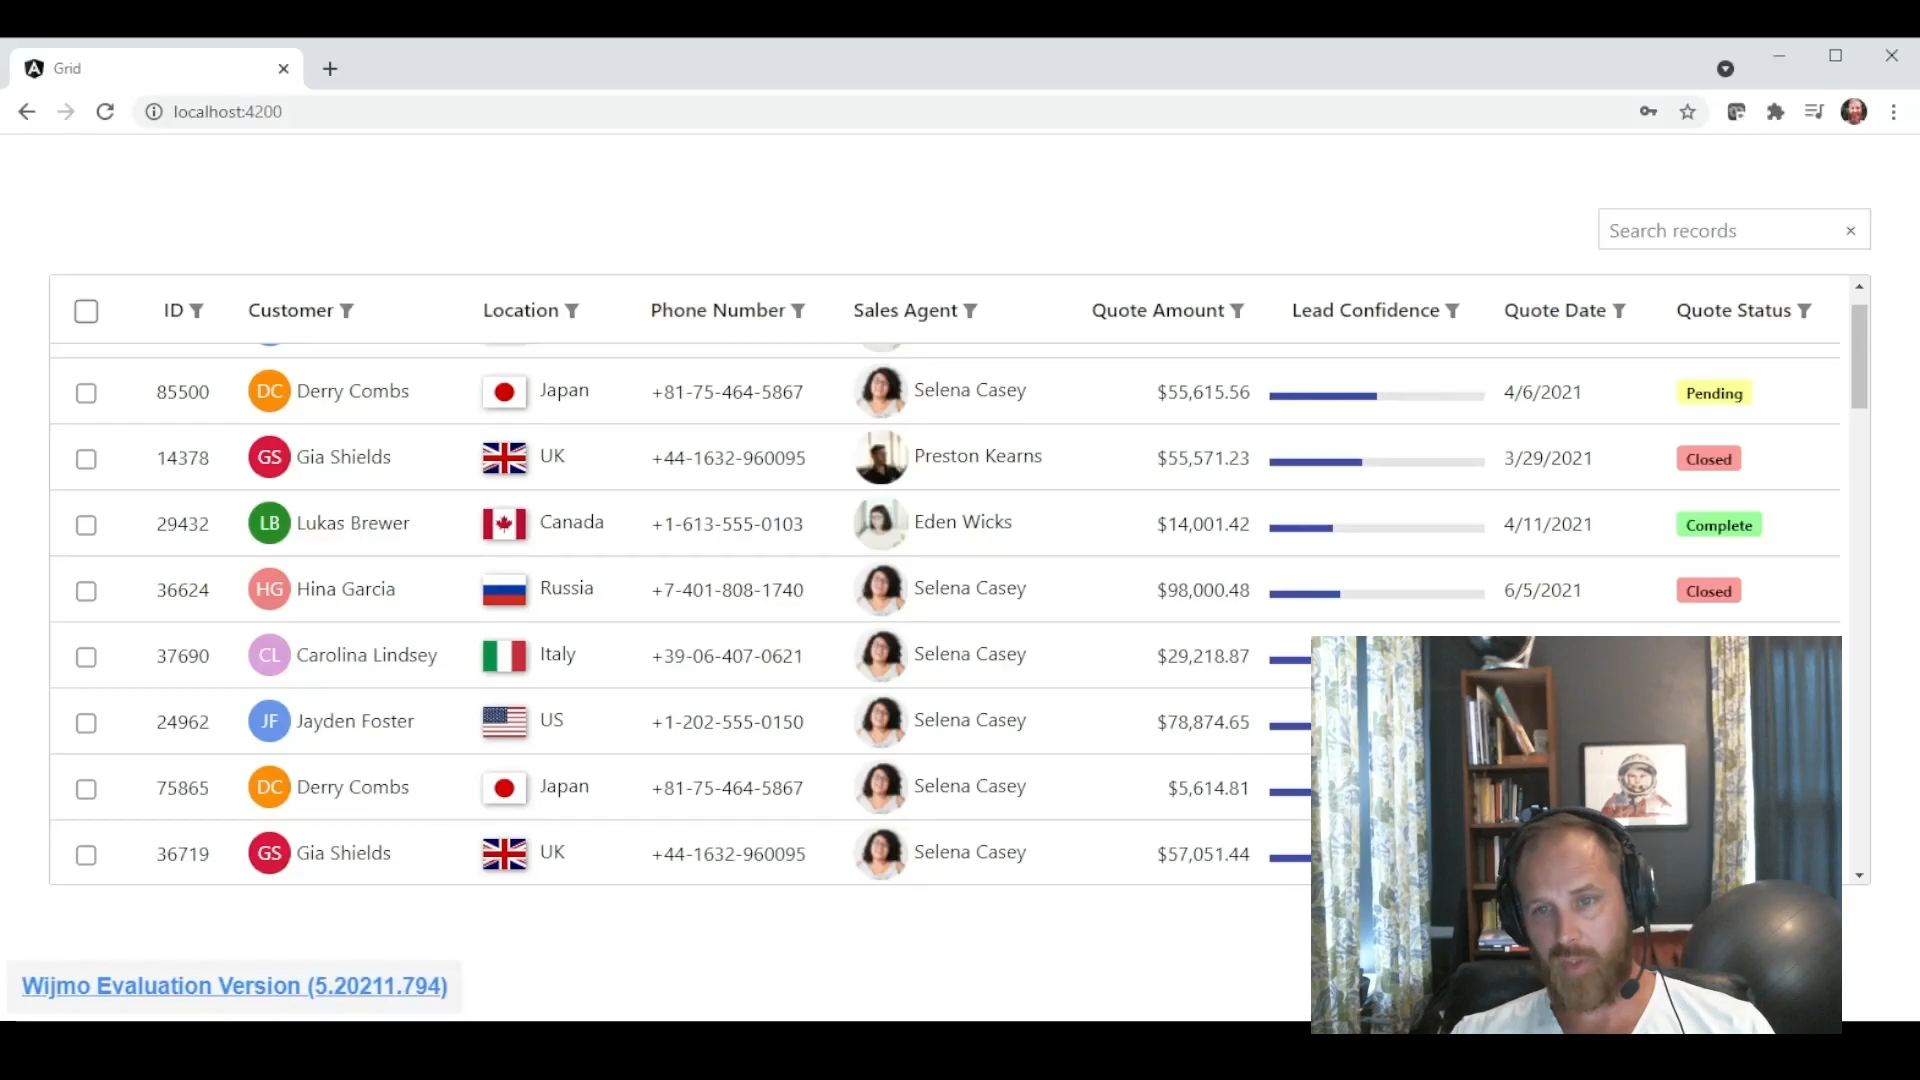 Grid
localhost:4200
Search records
ID Customer Location Phone Number Sales Agent Quote Amount Lead Confidence Quote Date Quote Status
85500 DC Derry Combs Japan +81-75-464-5867 Selena Casey $55,615.56 4/6/2021 Pending
14378 GS Gia Shields UK +44-1632-960095 Preston Kearns $55,571.23 3/29/2021 Closed
29432 LB Lukas Brewer Canada +1-613-555-0103 Eden Wicks $14,001.42 4/11/2021 Complete
36624 HG Hina Garcia Russia +7-401-808-1740 Selena Casey $98,000.48 6/5/2021 Closed
37690 CL Carolina Lindsey Italy +39-06-407-0621 Selena Casey $29,218.87
24962 JF Jayden Foster US +1-202-555-0150 Selena Casey $78,874.65
75865 DC Derry Combs Japan +81-75-464-5867 Selena Casey $5,614.81
36719 GS Gia Shields UK +44-1632-960095 Selena Casey $57,051.44
Wijmo Evaluation Version (5.20211.794)